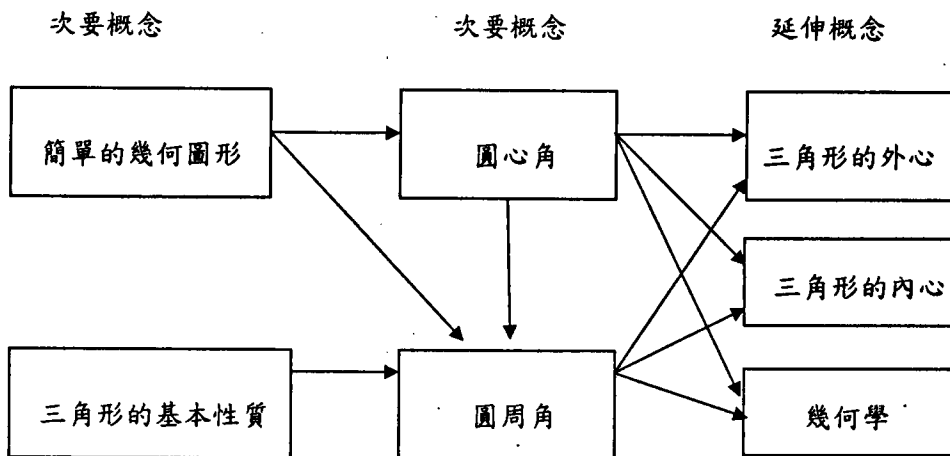 次要概念 次要概念 延伸概念
簡單的幾何圖形 圓心角 三角形的外心
三角形的內心
三角形的基本性質 圓周角 幾何學